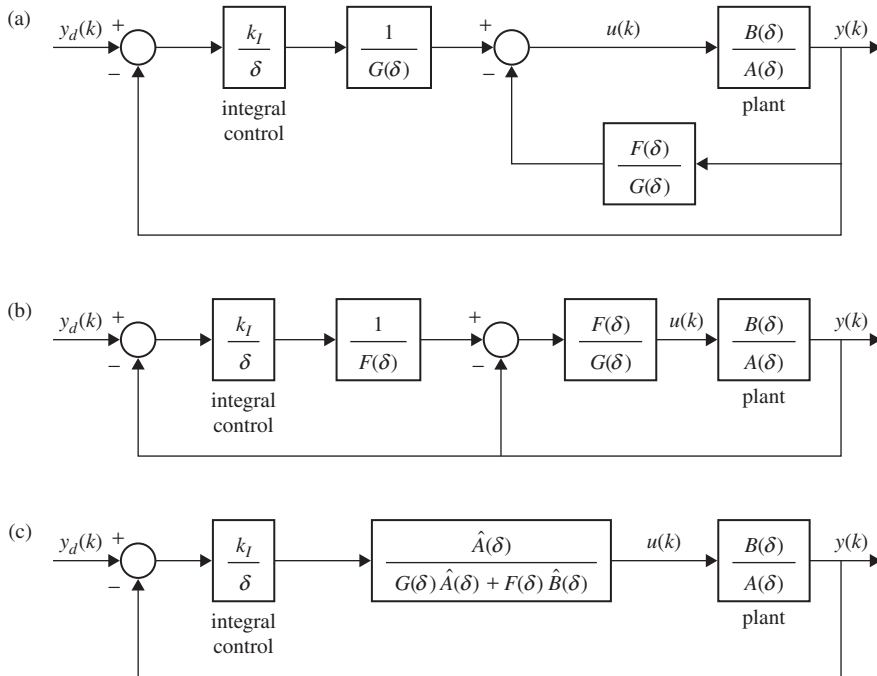 (a)
y_d(k)
+
−
k_I
δ
integral
control
1
G(δ)
+
−
u(k)
B(δ)
A(δ)
plant
y(k)
F(δ)
G(δ)
(b)
y_d(k)
+
−
k_I
δ
integral
control
1
F(δ)
+
−
F(δ)
G(δ)
u(k)
B(δ)
A(δ)
plant
y(k)
(c)
y_d(k)
+
−
k_I
δ
integral
control
Â(δ)
G(δ) Â(δ) + F(δ) B̂(δ)
u(k)
B(δ)
A(δ)
plant
y(k)